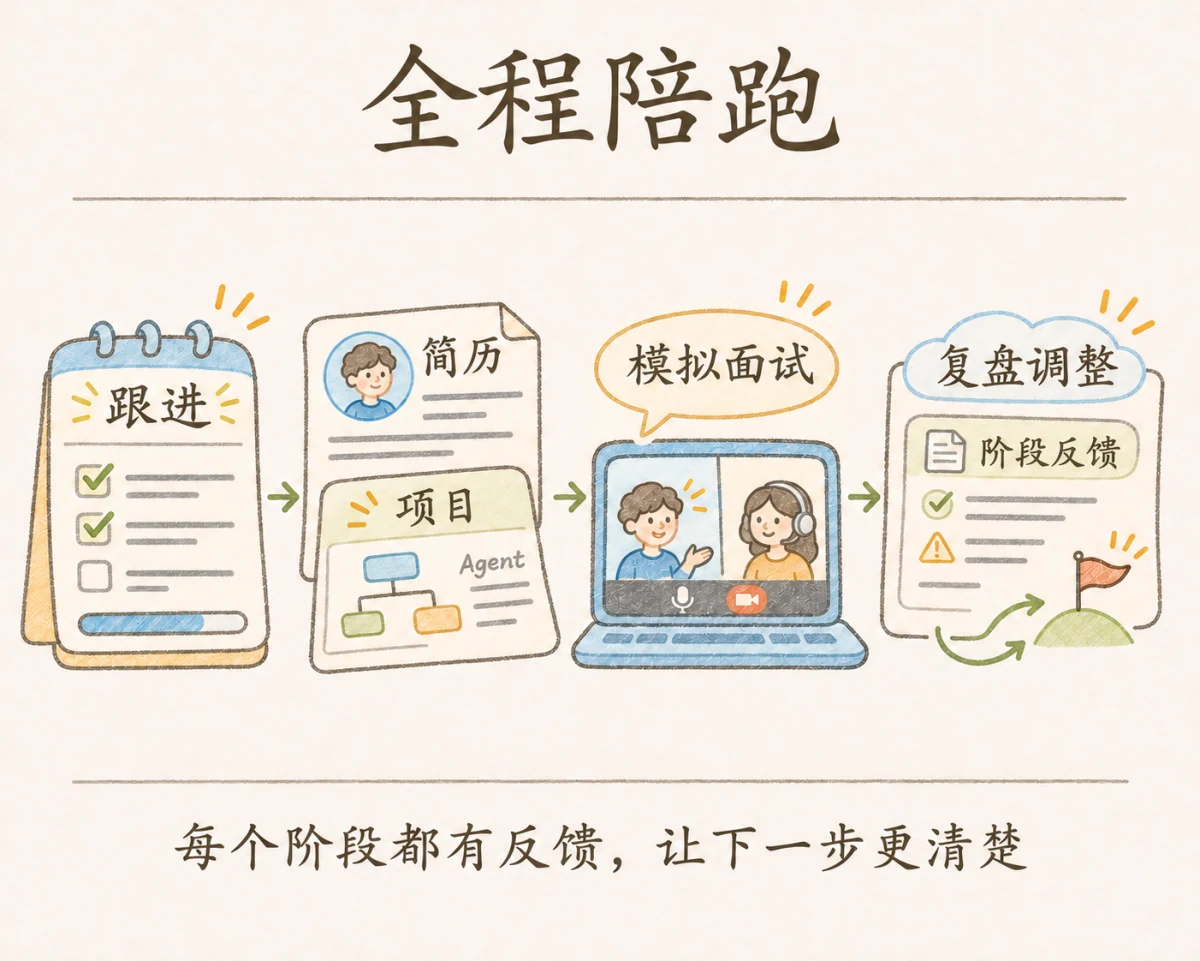 全程陪跑
跟进
简历
项目
Agent
模拟面试
复盘调整
阶段反馈
每个阶段都有反馈，让下一步更清楚